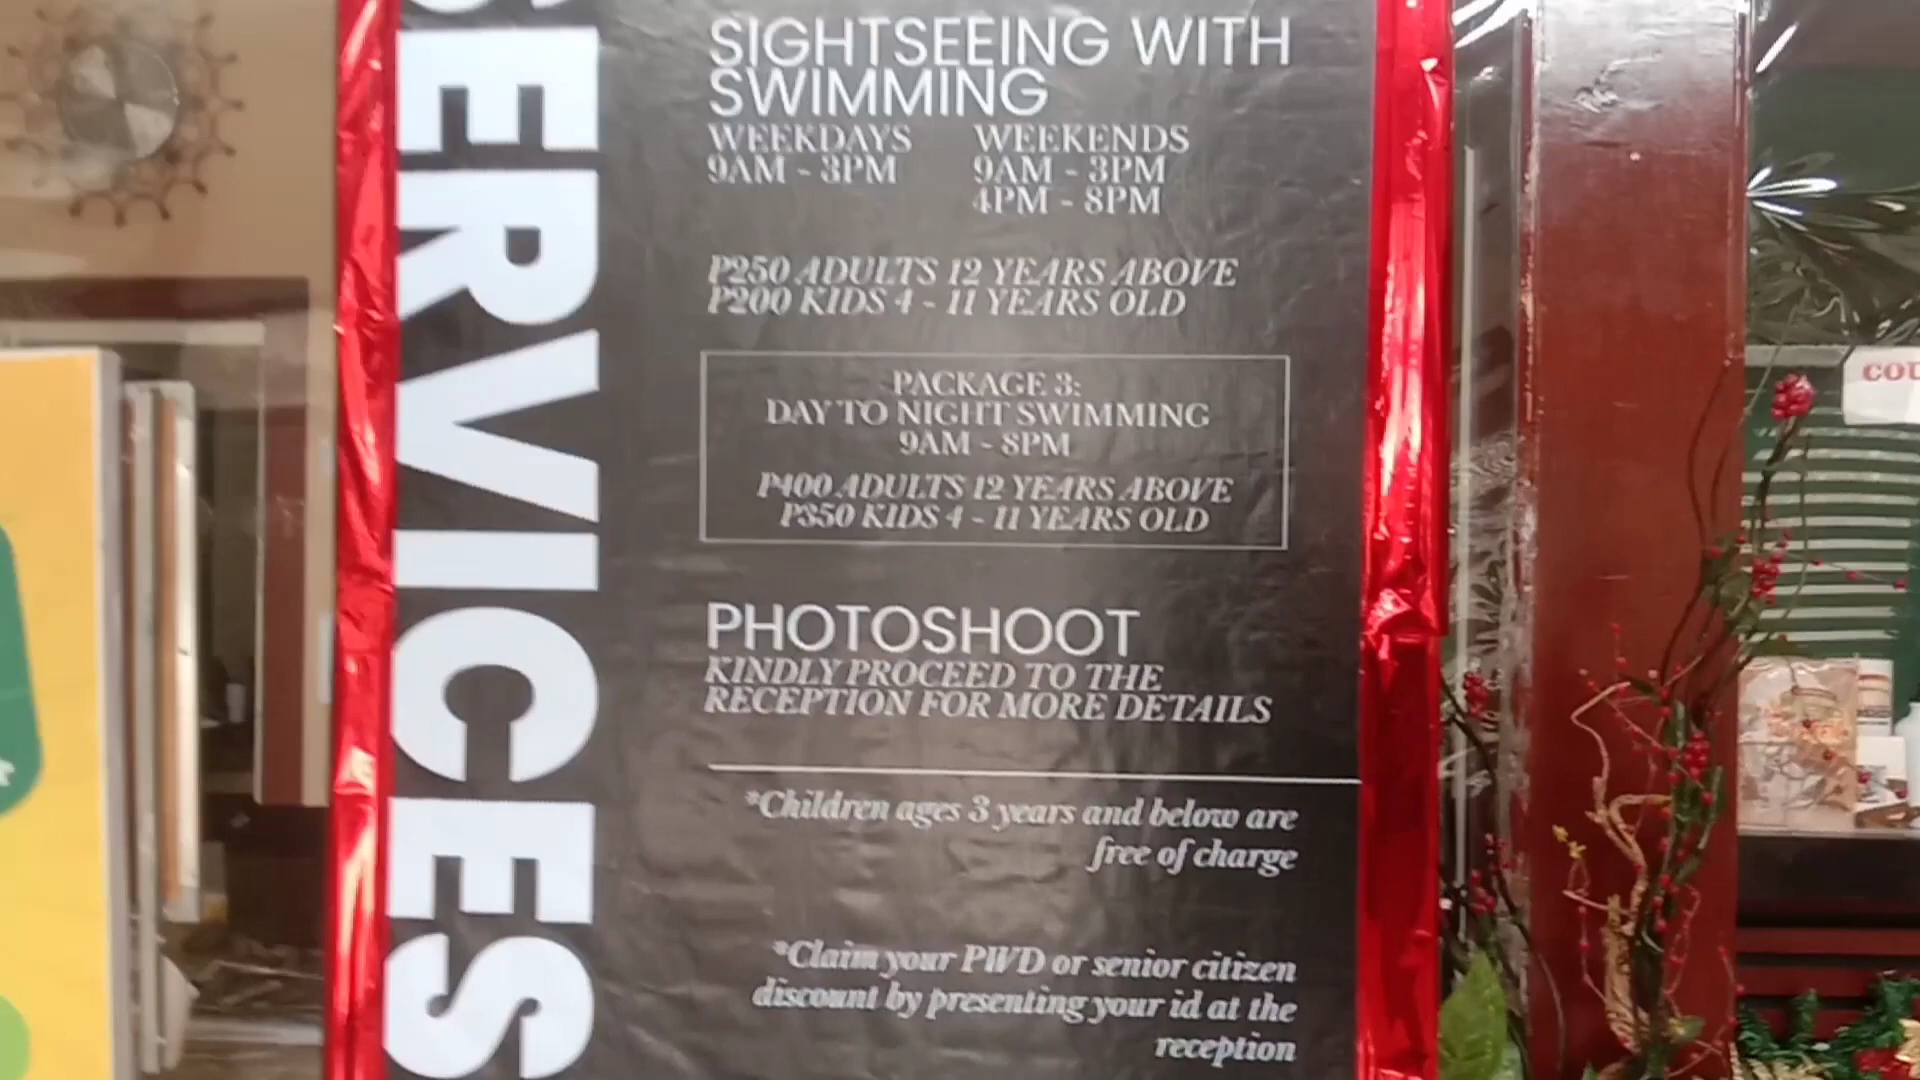 SERVICES
SIGHTSEEING WITH
SWIMMING
WEEKDAYS
9AM - 3PM
WEEKENDS
9AM - 3PM
4PM - 8PM
P250 ADULTS 12 YEARS ABOVE
P200 KIDS 4 - 11 YEARS OLD
PACKAGE 3:
DAY TO NIGHT SWIMMING
9AM - 8PM
P400 ADULTS 12 YEARS ABOVE
P350 KIDS 4 - 11 YEARS OLD
PHOTOSHOOT
KINDLY PROCEED TO THE
RECEPTION FOR MORE DETAILS
*Children ages 3 years and below are
free of charge
*Claim your PWD or senior citizen
discount by presenting your id at the
reception
COU